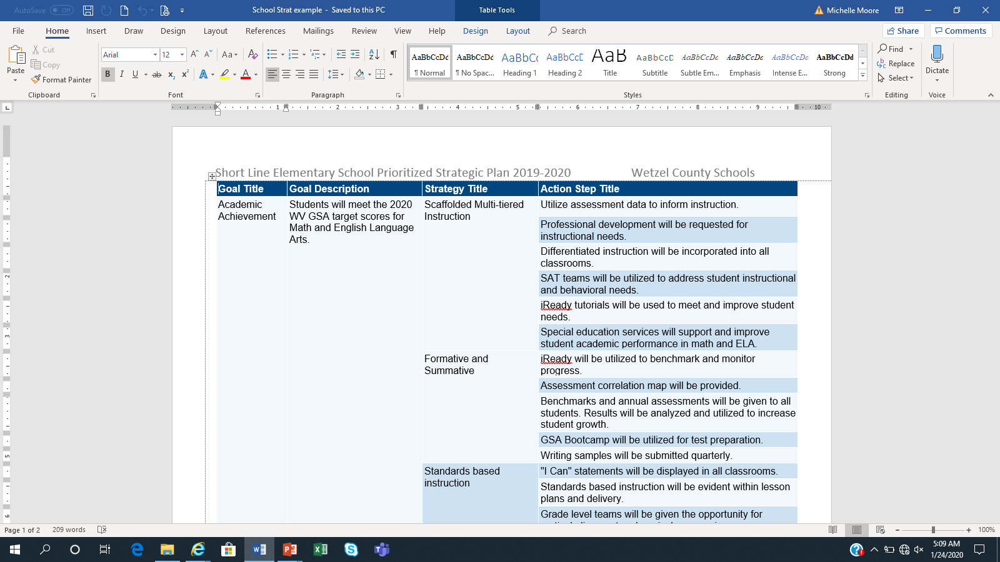 AutoSave Off School Strat example - Saved to this PC Table Tools Michelle Moore
File Home Insert Draw Design Layout References Mailings Review View Help Design Layout Search Share Comments
Paste Cut Copy Format Painter
Clipboard
Arial 12 Aa
B I U ab x₂ x² A A
Font
Paragraph
AaBbCcDd AaBbCcDd AaBbCc AaBbCcD AaB AaBbCcD AaBbCcDd AaBbCcDd AaBbCcDd AaBbCcDd
¶ Normal ¶ No Spac... Heading 1 Heading 2 Title Subtitle Subtle Em... Emphasis Intense E... Strong
Styles
Find
Replace
Select
Editing
Dictate
Voice
1 2 3 4 5 6 7 8 9 10
Short Line Elementary School Prioritized Strategic Plan 2019-2020 Wetzel County Schools
Goal Title Goal Description Strategy Title Action Step Title
Academic
Achievement
Students will meet the 2020
WV GSA target scores for
Math and English Language
Arts.
Scaffolded Multi-tiered
Instruction
Utilize assessment data to inform instruction.
Professional development will be requested for
instructional needs.
Differentiated instruction will be incorporated into all
classrooms.
SAT teams will be utilized to address student instructional
and behavioral needs.
iReady tutorials will be used to meet and improve student
needs.
Special education services will support and improve
student academic performance in math and ELA.
Formative and
Summative
iReady will be utilized to benchmark and monitor
progress.
Assessment correlation map will be provided.
Benchmarks and annual assessments will be given to all
students. Results will be analyzed and utilized to increase
student growth.
GSA Bootcamp will be utilized for test preparation.
Writing samples will be submitted quarterly.
Standards based
instruction
"I Can" statements will be displayed in all classrooms.
Standards based instruction will be evident within lesson
plans and delivery.
Grade level teams will be given the opportunity for
Page 1 of 2 209 words 100%
5:09 AM
1/24/2020